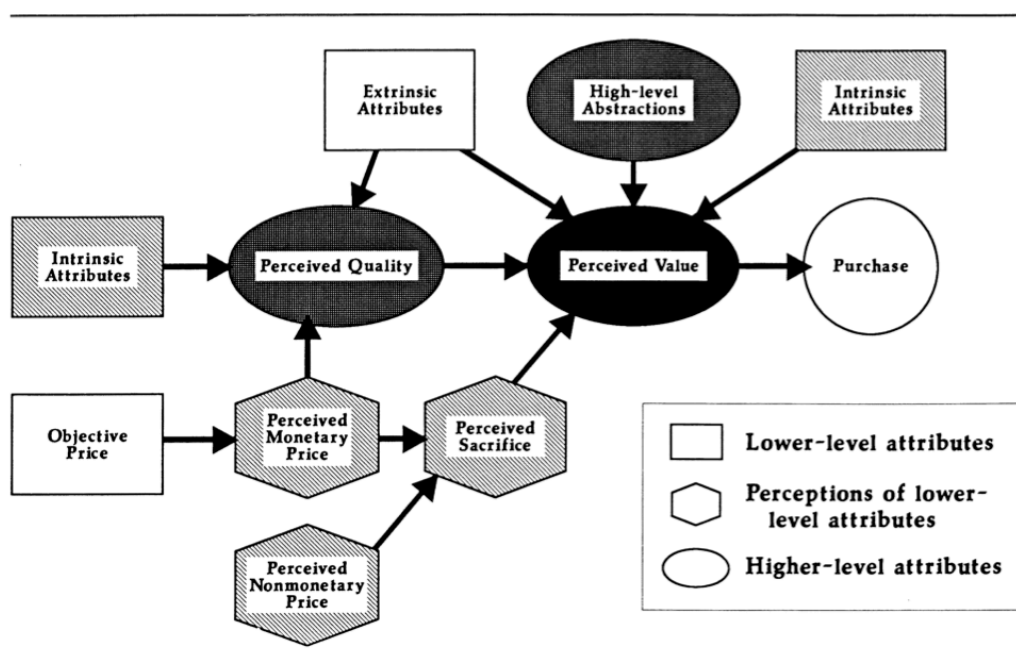 Extrinsic
Attributes
High-level
Abstractions
Intrinsic
Attributes
Intrinsic
Attributes
Perceived Quality
Perceived Value
Purchase
Objective
Price
Perceived
Monetary
Price
Perceived
Sacrifice
Perceived
Nonmonetary
Price
Lower-level attributes
Perceptions of lower-
level attributes
Higher-level attributes